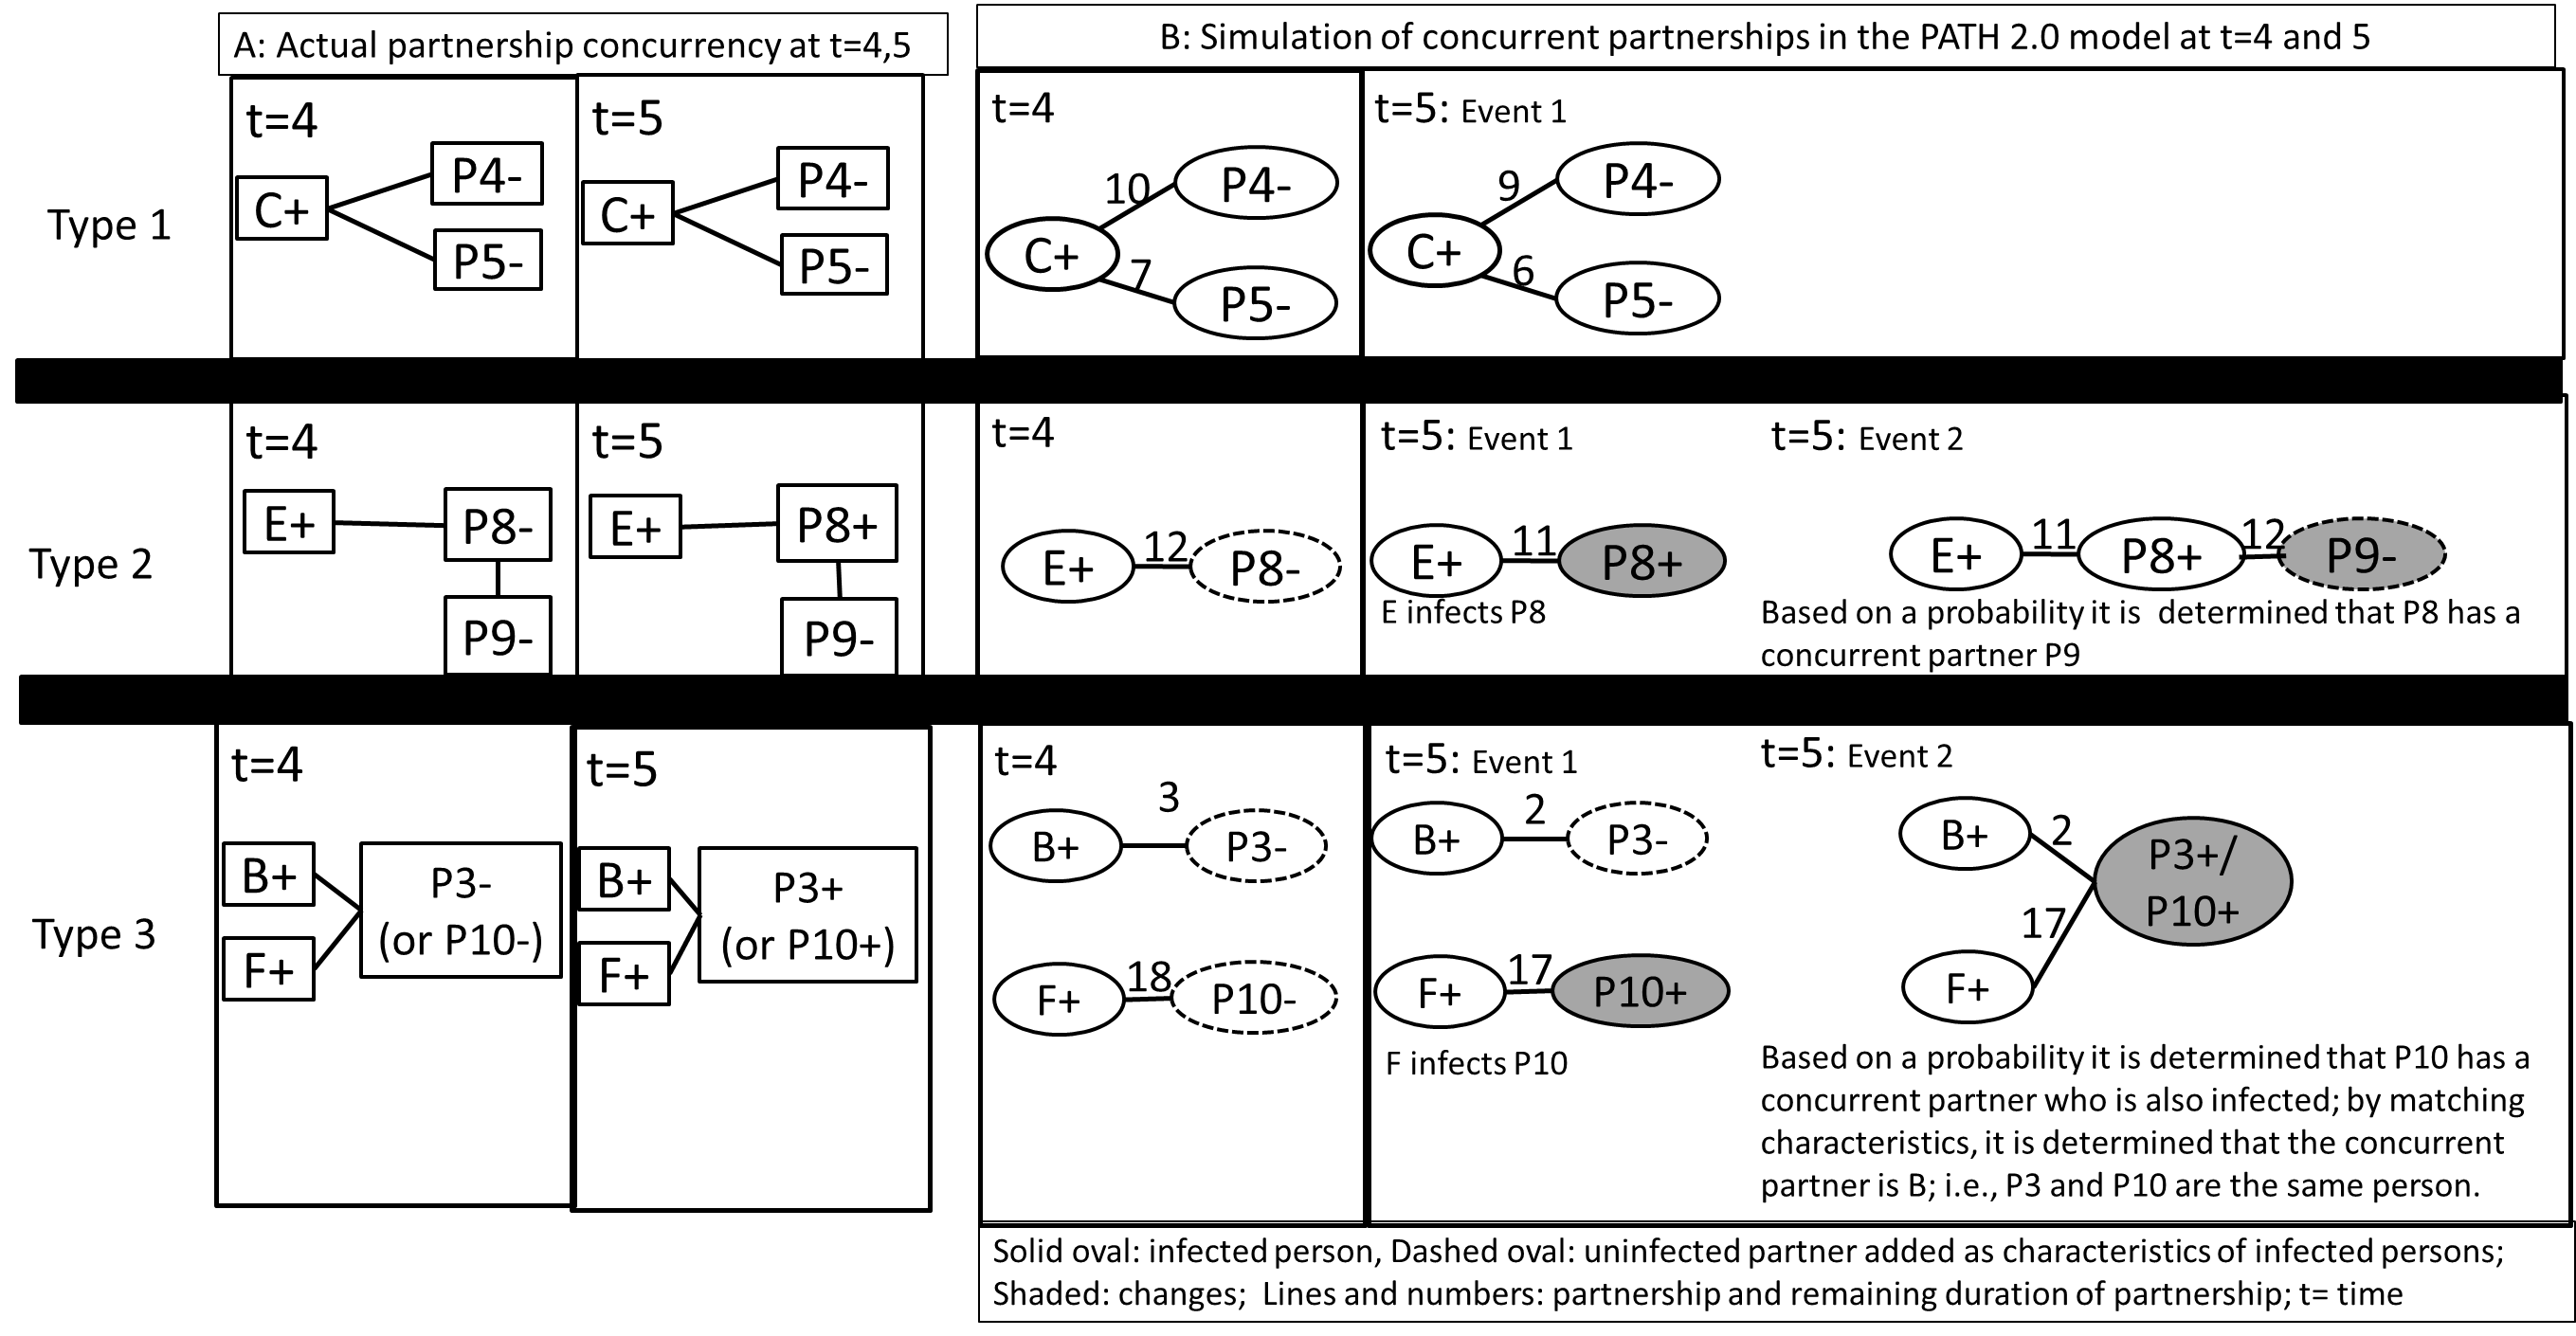 A: Actual partnership concurrency at t=4,5
B: Simulation of concurrent partnerships in the PATH 2.0 model at t=4 and 5
Type 1
t=4
C+
P4-
P5-
t=5
C+
P4-
P5-
t=4
C+
10
P4-
7
P5-
t=5: Event 1
C+
9
P4-
6
P5-
Type 2
t=4
E+
P8-
P9-
t=5
E+
P8+
P9-
t=4
E+
12
P8-
t=5: Event 1
E+
11
P8+
E infects P8
t=5: Event 2
E+
11
P8+
12
P9-
Based on a probability it is determined that P8 has a
concurrent partner P9
Type 3
t=4
B+
F+
P3-
(or P10-)
t=5
B+
F+
P3+
(or P10+)
t=4
B+
3
P3-
F+
18
P10-
t=5: Event 1
B+
2
P3-
F+
17
P10+
F infects P10
t=5: Event 2
B+
2
P3+/
P10+
17
F+
Based on a probability it is determined that P10 has a
concurrent partner who is also infected; by matching
characteristics, it is determined that the concurrent
partner is B; i.e., P3 and P10 are the same person.
Solid oval: infected person, Dashed oval: uninfected partner added as characteristics of infected persons;
Shaded: changes; Lines and numbers: partnership and remaining duration of partnership; t= time